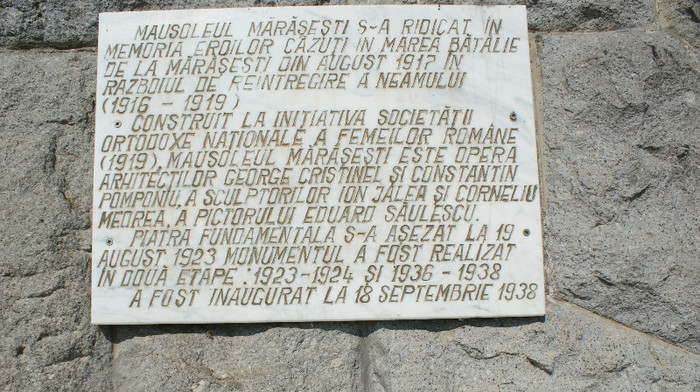 MAUSOLEUL MĂRĂȘEȘTI S-A RIDICAT ÎN
MEMORIA EROILOR CĂZUȚI ÎN MAREA BĂTĂLIE
DE LA MĂRĂȘEȘTI DIN AUGUST 1917 ÎN
RĂZBOIUL DE REÎNTREGIRE A NEAMULUI
(1916 - 1919)
CONSTRUIT LA INIȚIATIVA SOCIETĂȚII
ORTODOXE NAȚIONALE A FEMEILOR ROMÂNE
(1919), MAUSOLEUL MĂRĂȘEȘTI ESTE OPERA
ARHITECȚILOR GEORGE CRISTINEL ȘI CONSTANTIN
POMPONIU, A SCULPTORILOR ION JALEA ȘI CORNELIU
MEDREA, A PICTORULUI EDUARD SĂULESCU.
PIATRA FUNDAMENTALĂ S-A AȘEZAT LA 19
AUGUST 1923 MONUMENTUL A FOST REALIZAT
ÎN DOUĂ ETAPE : 1923-1924 ȘI 1936 - 1938
A FOST INAUGURAT LA 18 SEPTEMBRIE 1938